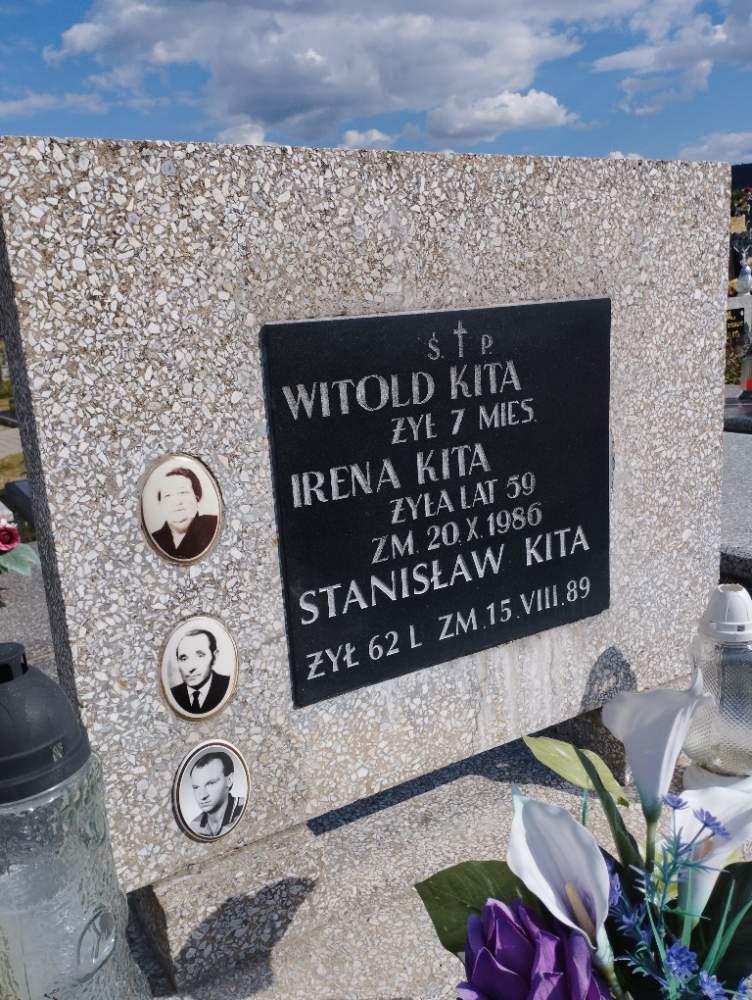 Ś. † P.
WITOLD KITA
ŻYŁ 7 MIES.
IRENA KITA
ŻYŁA LAT 59
ZM. 20.X.1986
STANISŁAW KITA
ŻYŁ 62 L ZM.15.VIII.89